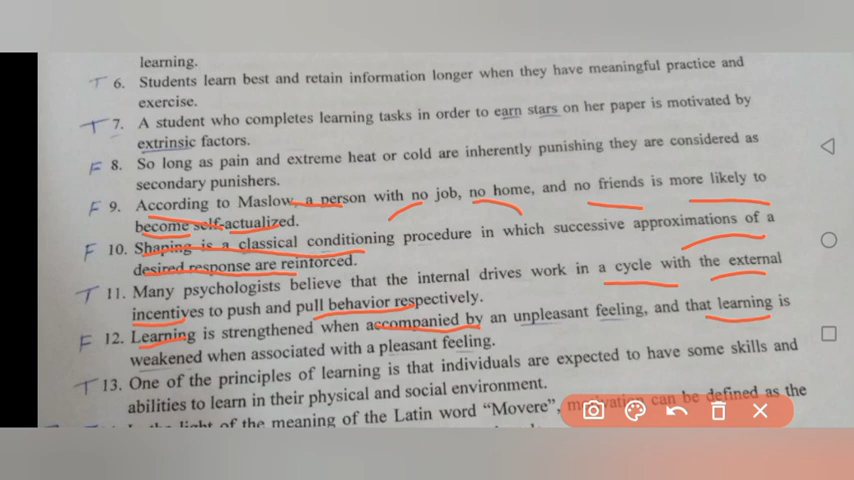 learning.
T 6. Students learn best and retain information longer when they have meaningful practice and
exercise.
T 7. A student who completes learning tasks in order to earn stars on her paper is motivated by
extrinsic factors.
F 8. So long as pain and extreme heat or cold are inherently punishing they are considered as
secondary punishers.
F 9. According to Maslow, a person with no job, no home, and no friends is more likely to
become self-actualized.
F 10. Shaping is a classical conditioning procedure in which successive approximations of a
desired response are reinforced.
T 11. Many psychologists believe that the internal drives work in a cycle with the external
incentives to push and pull behavior respectively.
F 12. Learning is strengthened when accompanied by an unpleasant feeling, and that learning is
weakened when associated with a pleasant feeling.
T 13. One of the principles of learning is that individuals are expected to have some skills and
abilities to learn in their physical and social environment.
light of the meaning of the Latin word “Movere”, motivation can be defined as the